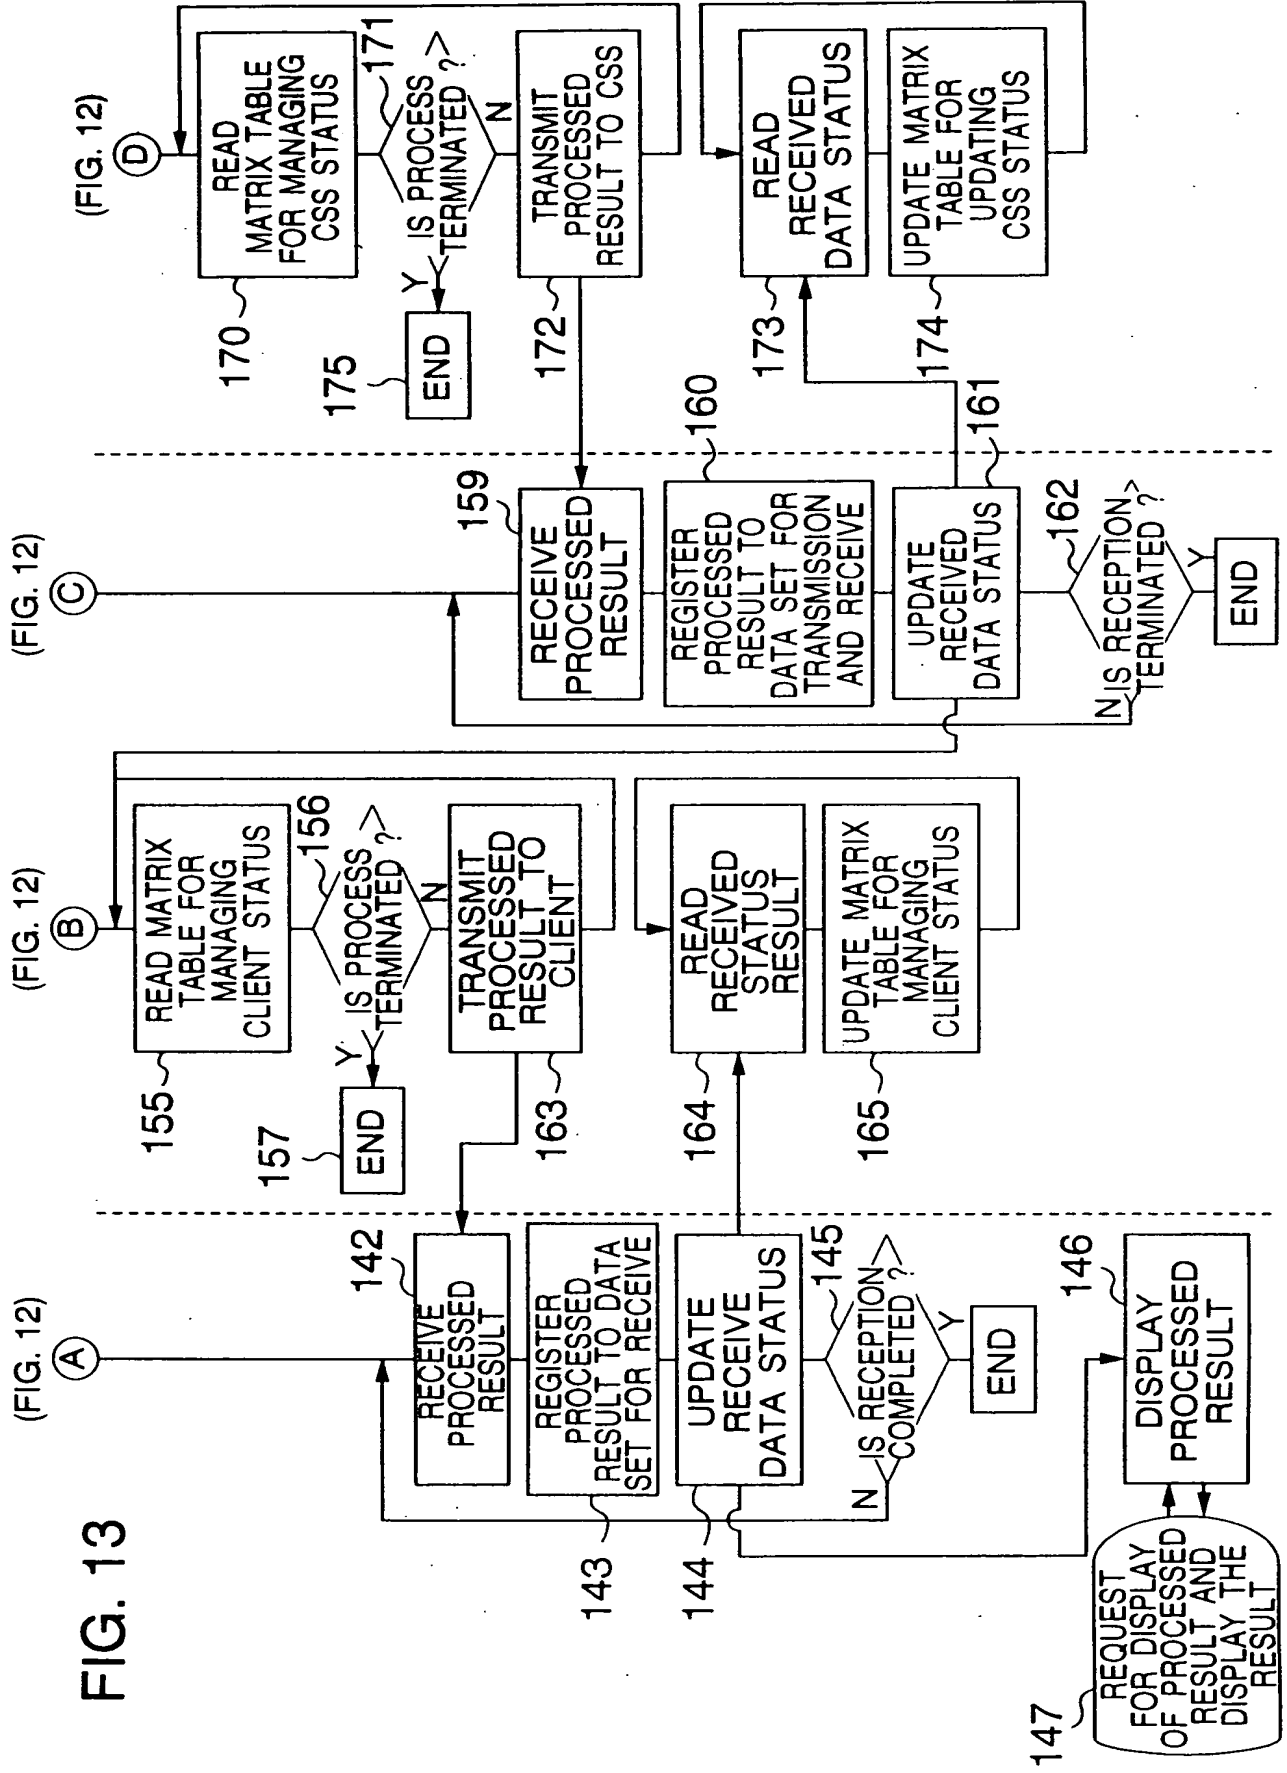 FIG. 13
(FIG. 12)
A
142
RECEIVE
PROCESSED
RESULT
143
REGISTER
PROCESSED
RESULT TO DATA
SET FOR RECEIVE
144
UPDATE
RECEIVE
DATA STATUS
145
IS RECEPTION
COMPLETED ?
N
Y
END
146
DISPLAY
PROCESSED
RESULT
147
REQUEST
FOR DISPLAY
OF PROCESSED
RESULT AND
DISPLAY THE
RESULT
(FIG. 12)
B
155
READ MATRIX
TABLE FOR
MANAGING
CLIENT STATUS
156
IS PROCESS
TERMINATED ?
Y
N
157
END
163
TRANSMIT
PROCESSED
RESULT TO
CLIENT
164
READ
RECEIVED
STATUS
RESULT
165
UPDATE MATRIX
TABLE FOR
MANAGING
CLIENT STATUS
(FIG. 12)
C
159
RECEIVE
PROCESSED
RESULT
160
REGISTER
PROCESSED
RESULT TO
DATA SET FOR
TRANSMISSION
AND RECEIVE
161
UPDATE
RECEIVED
DATA STATUS
162
IS RECEPTION
TERMINATED ?
N
Y
END
(FIG. 12)
D
170
READ
MATRIX TABLE
FOR MANAGING
CSS STATUS
171
IS PROCESS
TERMINATED ?
Y
N
175
END
172
TRANSMIT
PROCESSED
RESULT TO CSS
173
READ
RECEIVED
DATA STATUS
174
UPDATE MATRIX
TABLE FOR
UPDATING
CSS STATUS